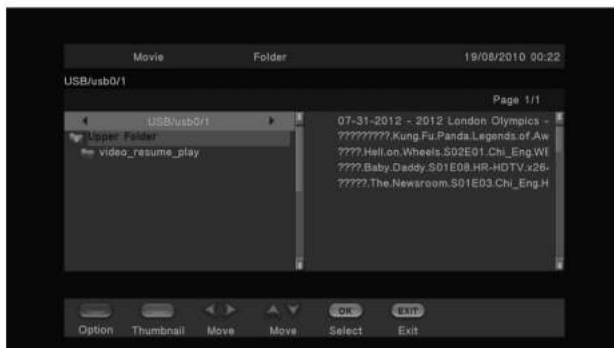 Movie Folder 19/08/2010 00:22
USB/usb0/1
Page 1/1
USB/usb0/1
Upper Folder
video_resume_play
07-31-2012 - 2012 London Olympics -
?????????.Kung.Fu.Panda.Legends.of.Aw
????.Hell.on.Wheels.S02E01.Chi_Eng.WE
????.Baby.Daddy.S01E08.HR-HDTV.x264
?????.The.Newsroom.S01E03.Chi_Eng.H
OK EXIT
Option Thumbnail Move Move Select Exit